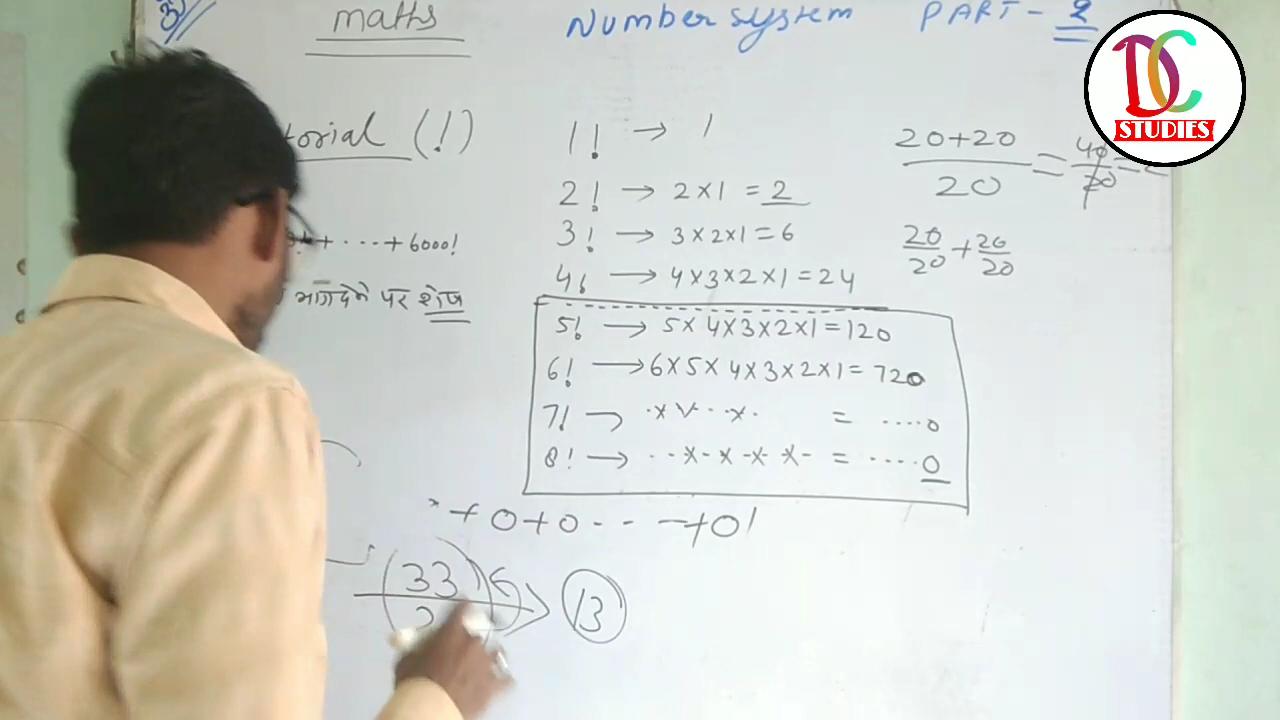 maths Number system PART - 2
DC
STUDIES
torial (!)
1! → 1
2! → 2×1 = 2
3! → 3×2×1 = 6
4! → 4×3×2×1 = 24
5! → 5×4×3×2×1 = 120
6! → 6×5×4×3×2×1 = 720
7! → = ....0
8! → ..×.×.×.×. = ....0
20+20
20
= 40/20 =
20/20 + 20/20
+ ... + 6000!
भाग देने पर शेष
+ 0 + 0 - - - + 0
(33)
13